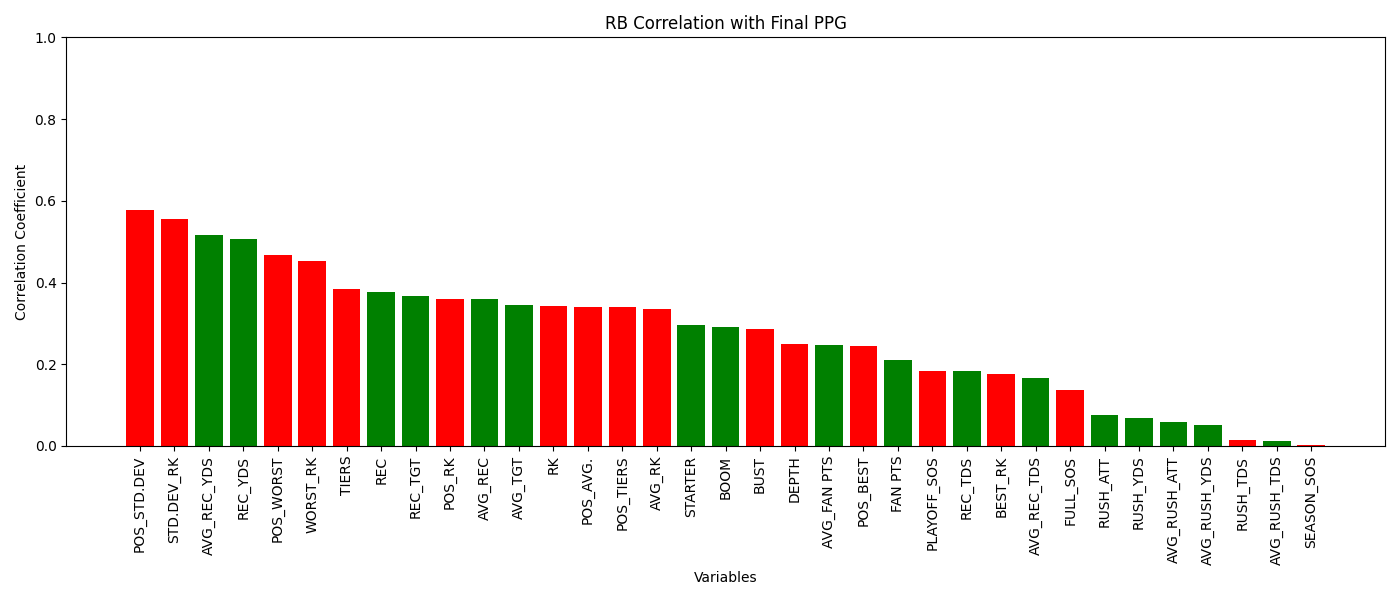 RB Correlation with Final PPG
1.0
0.8
0.6
0.4
0.2
0.0
Correlation Coefficient
POS_STD.DEV
STD.DEV_RK
AVG_REC_YDS
REC_YDS
POS_WORST
WORST_RK
TIERS
REC
REC_TGT
POS_RK
AVG_REC
AVG_TGT
RK
POS_AVG.
POS_TIERS
AVG_RK
STARTER
BOOM
BUST
DEPTH
AVG_FAN PTS
POS_BEST
FAN PTS
PLAYOFF_SOS
REC_TDS
BEST_RK
AVG_REC_TDS
FULL_SOS
RUSH_ATT
RUSH_YDS
AVG_RUSH_ATT
AVG_RUSH_YDS
RUSH_TDS
AVG_RUSH_TDS
SEASON_SOS
Variables